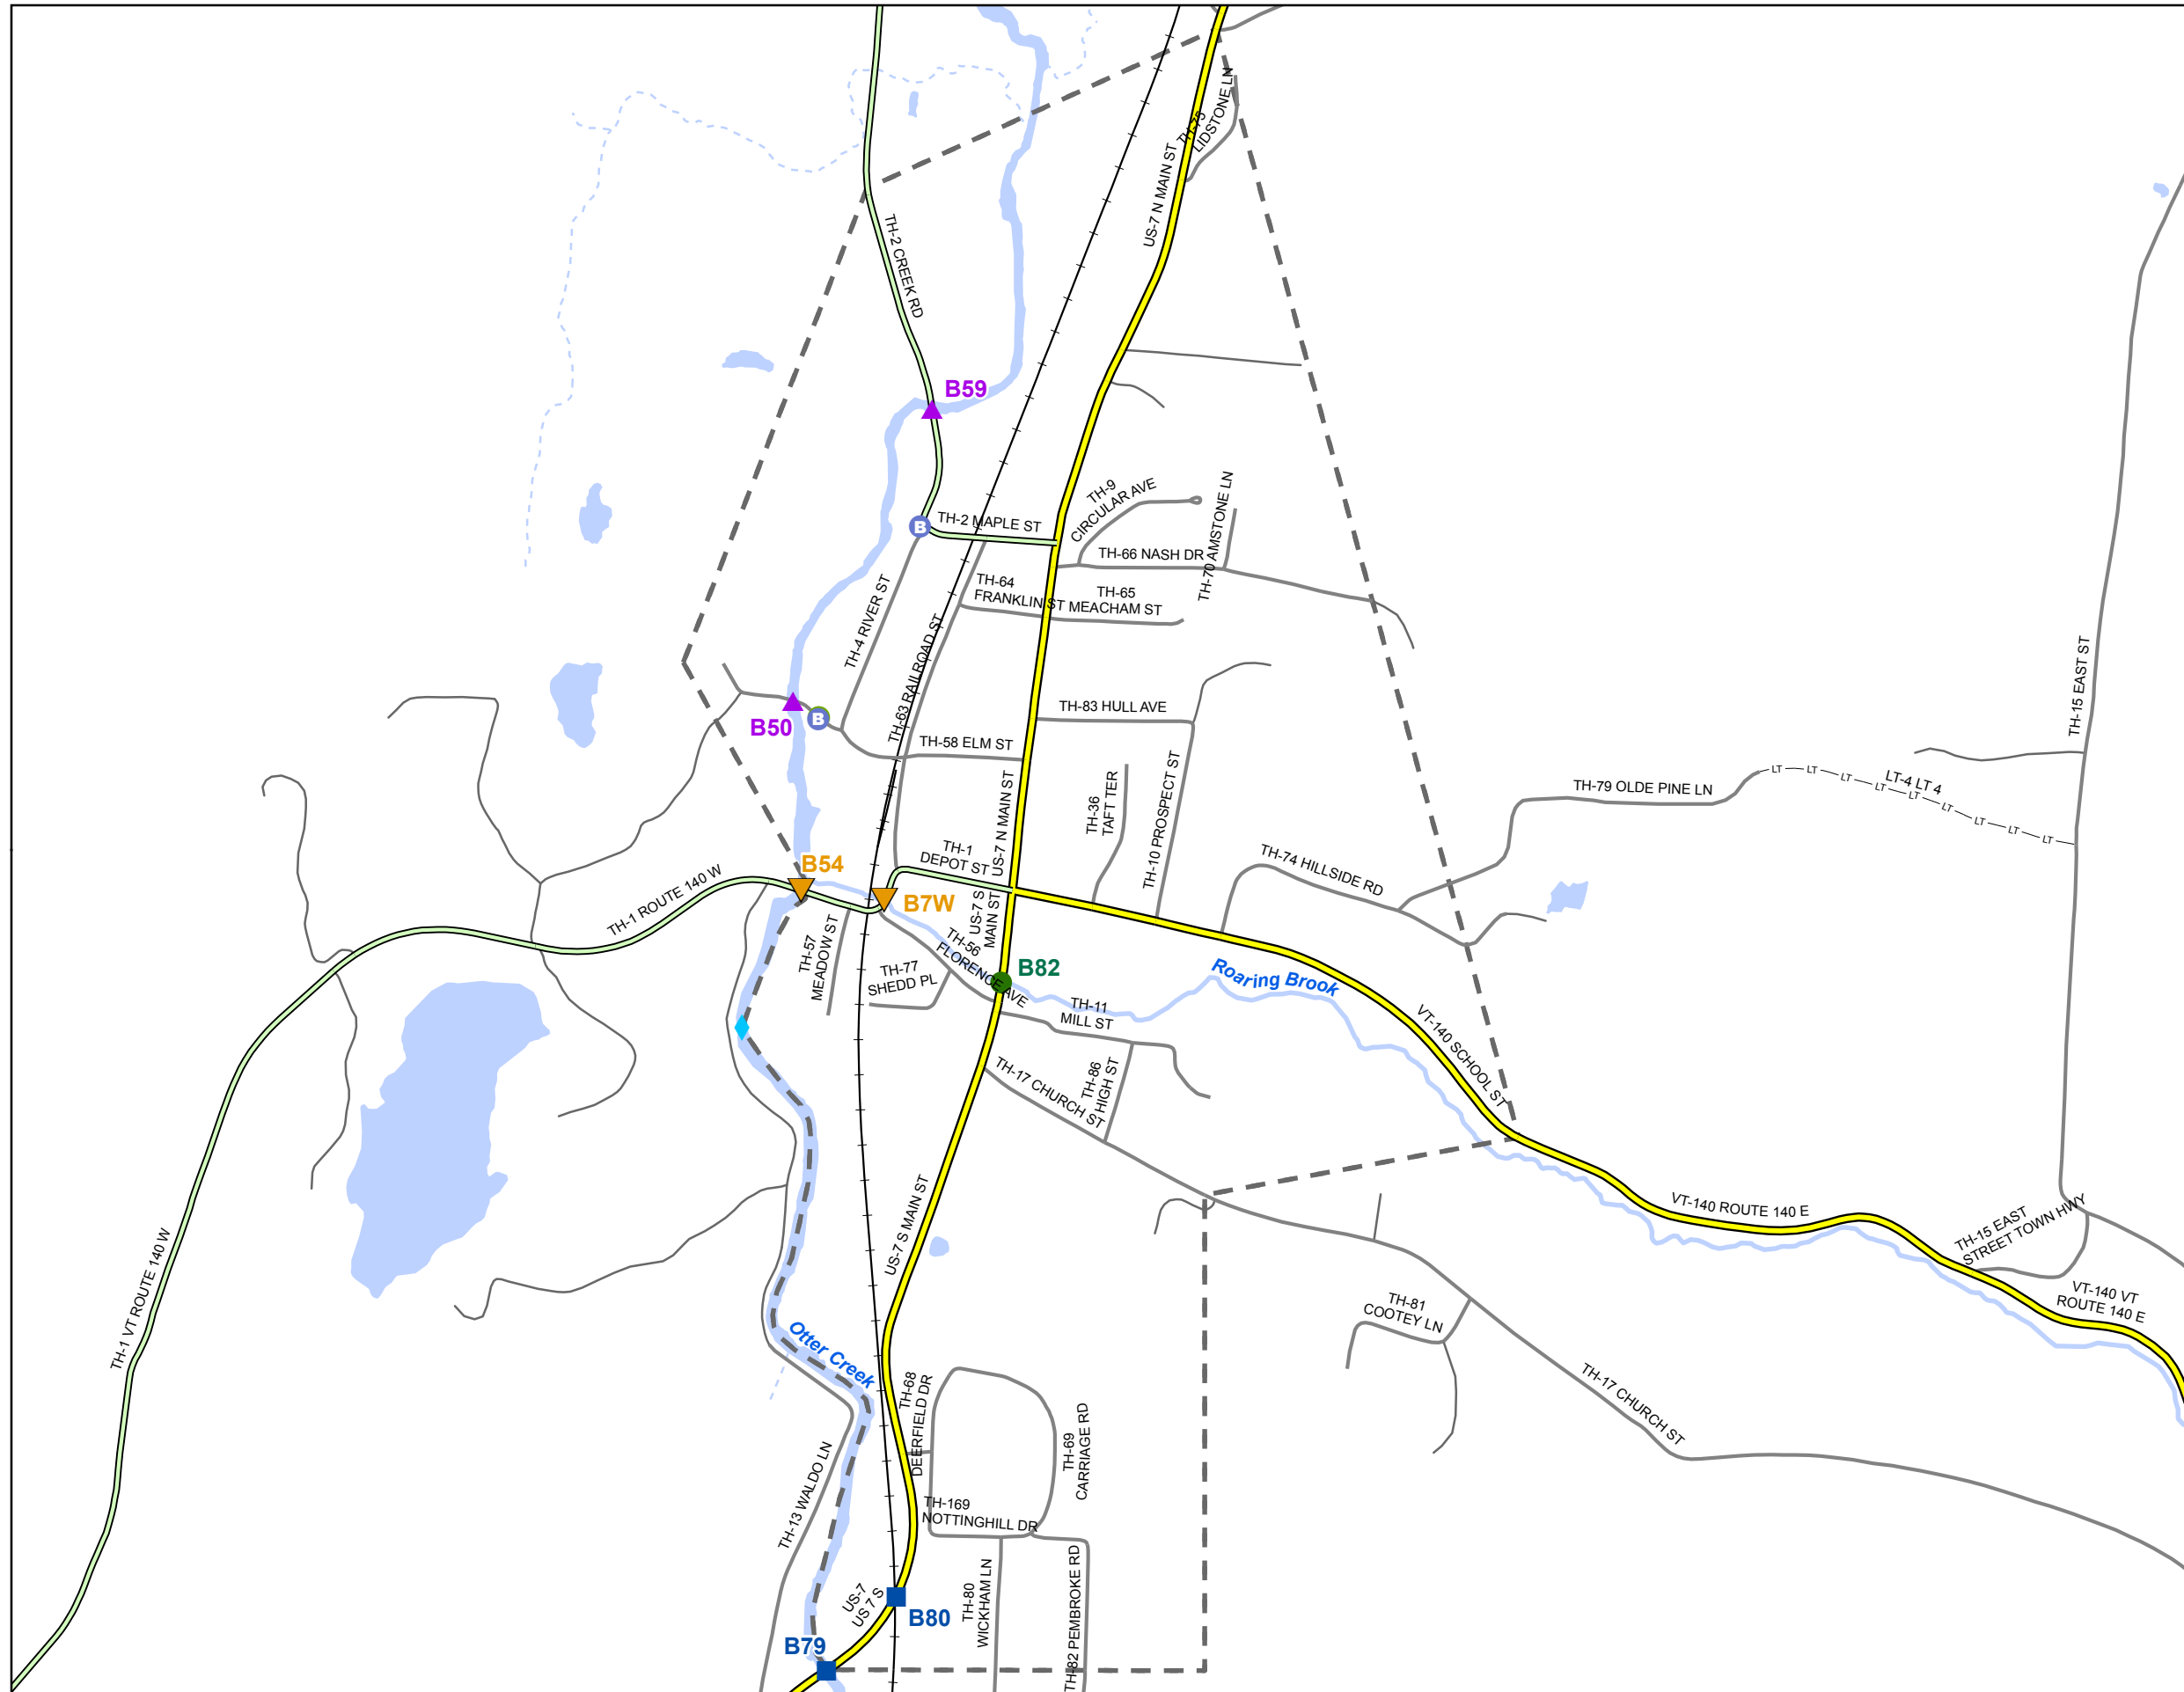 TH-75
LIDSTONE LN
US-7 N MAIN ST
TH-2 CREEK RD
B59
TH-9
CIRCULAR AVE
TH-70 AMSTONE LN
B
TH-2 MAPLE ST
TH-66 NASH DR
TH-64
FRANKLIN ST
TH-65
MEACHAM ST
TH-4 RIVER ST
TH-63 RAILROAD ST
TH-15 EAST ST
B50
B
TH-83 HULL AVE
TH-58 ELM ST
US-7 N MAIN ST
TH-36
TAFT TER
TH-10 PROSPECT ST
TH-79 OLDE PINE LN
LT
LT
LT
LT
LT
LT
LT
LT
LT
LT-4 LT 4
B54
TH-1
DEPOT ST
TH-74 HILLSIDE RD
TH-1 ROUTE 140 W
B7W
US-7 S
MAIN ST
TH-57
MEADOW ST
TH-56
FLORENCE AVE
TH-77
SHEDD PL
B82
Roaring Brook
TH-11
MILL ST
VT-140 SCHOOL ST
TH-17 CHURCH ST
TH-86
HIGH ST
US-7 S MAIN ST
VT-140 ROUTE 140 E
TH-15 EAST
STREET TOWN HWY
TH-1 VT ROUTE 140 W
VT-140 VT
ROUTE 140 E
TH-81
COOTEY LN
Otter Creek
TH-17 CHURCH ST
TH-68
DEERFIELD DR
TH-69
CARRIAGE RD
TH-13 WALDO LN
TH-169
NOTTINGHILL DR
US-7
US 7 S
TH-80
WICKHAM LN
TH-82 PEMBROKE RD
B80
B79